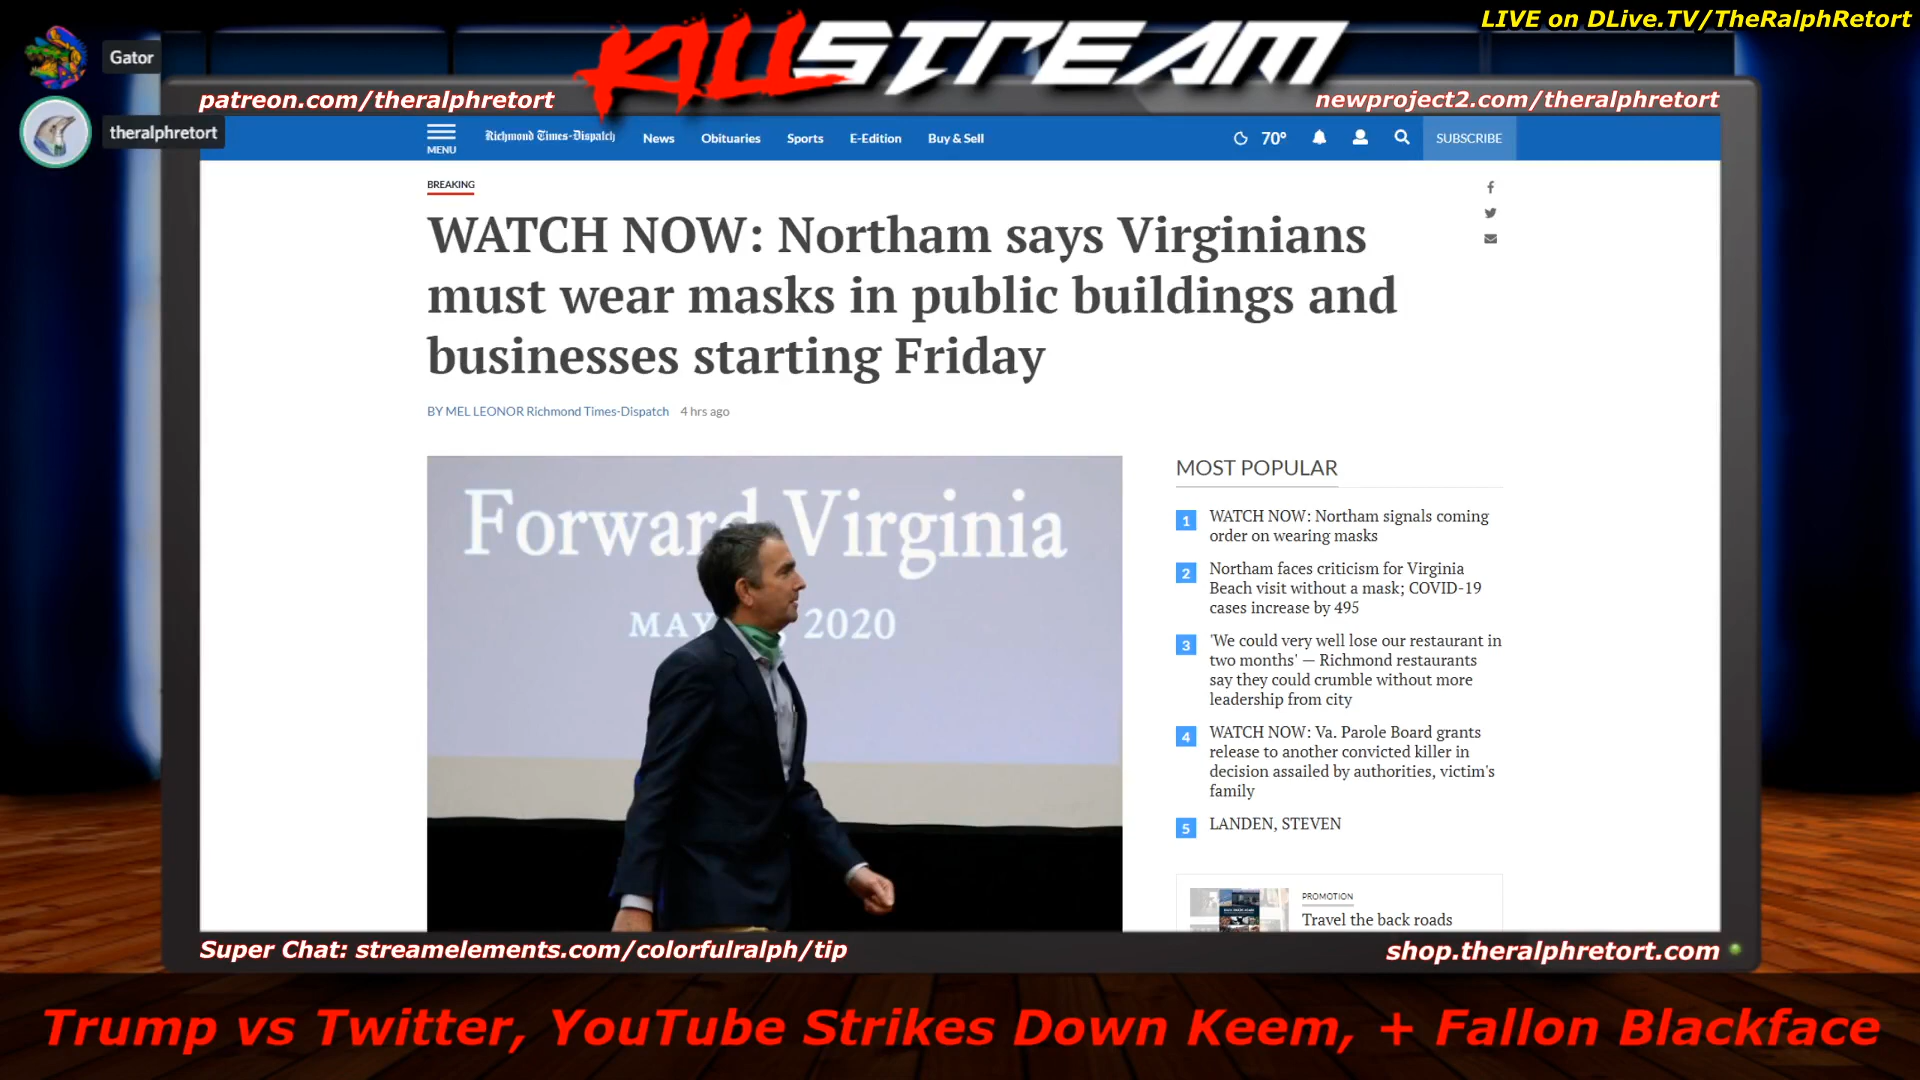 LIVE on DLive.TV/TheRalphRetort
Gator
KILLSTREAM
patreon.com/theralphretort
newproject2.com/theralphretort
theralphretort
MENU
Richmond Times-Dispatch
News
Obituaries
Sports
E-Edition
Buy & Sell
70°
SUBSCRIBE
BREAKING
WATCH NOW: Northam says Virginians
must wear masks in public buildings and
businesses starting Friday
BY MEL LEONOR Richmond Times-Dispatch 4 hrs ago
Forward Virginia
MAY 2020
MOST POPULAR
1 WATCH NOW: Northam signals coming
order on wearing masks
2 Northam faces criticism for Virginia
Beach visit without a mask; COVID-19
cases increase by 495
3 'We could very well lose our restaurant in
two months' — Richmond restaurants
say they could crumble without more
leadership from city
4 WATCH NOW: Va. Parole Board grants
release to another convicted killer in
decision assailed by authorities, victim's
family
5 LANDEN, STEVEN
PROMOTION
Travel the back roads
Super Chat: streamelements.com/colorfulralph/tip
shop.theralphretort.com
Trump vs Twitter, YouTube Strikes Down Keem, + Fallon Blackface